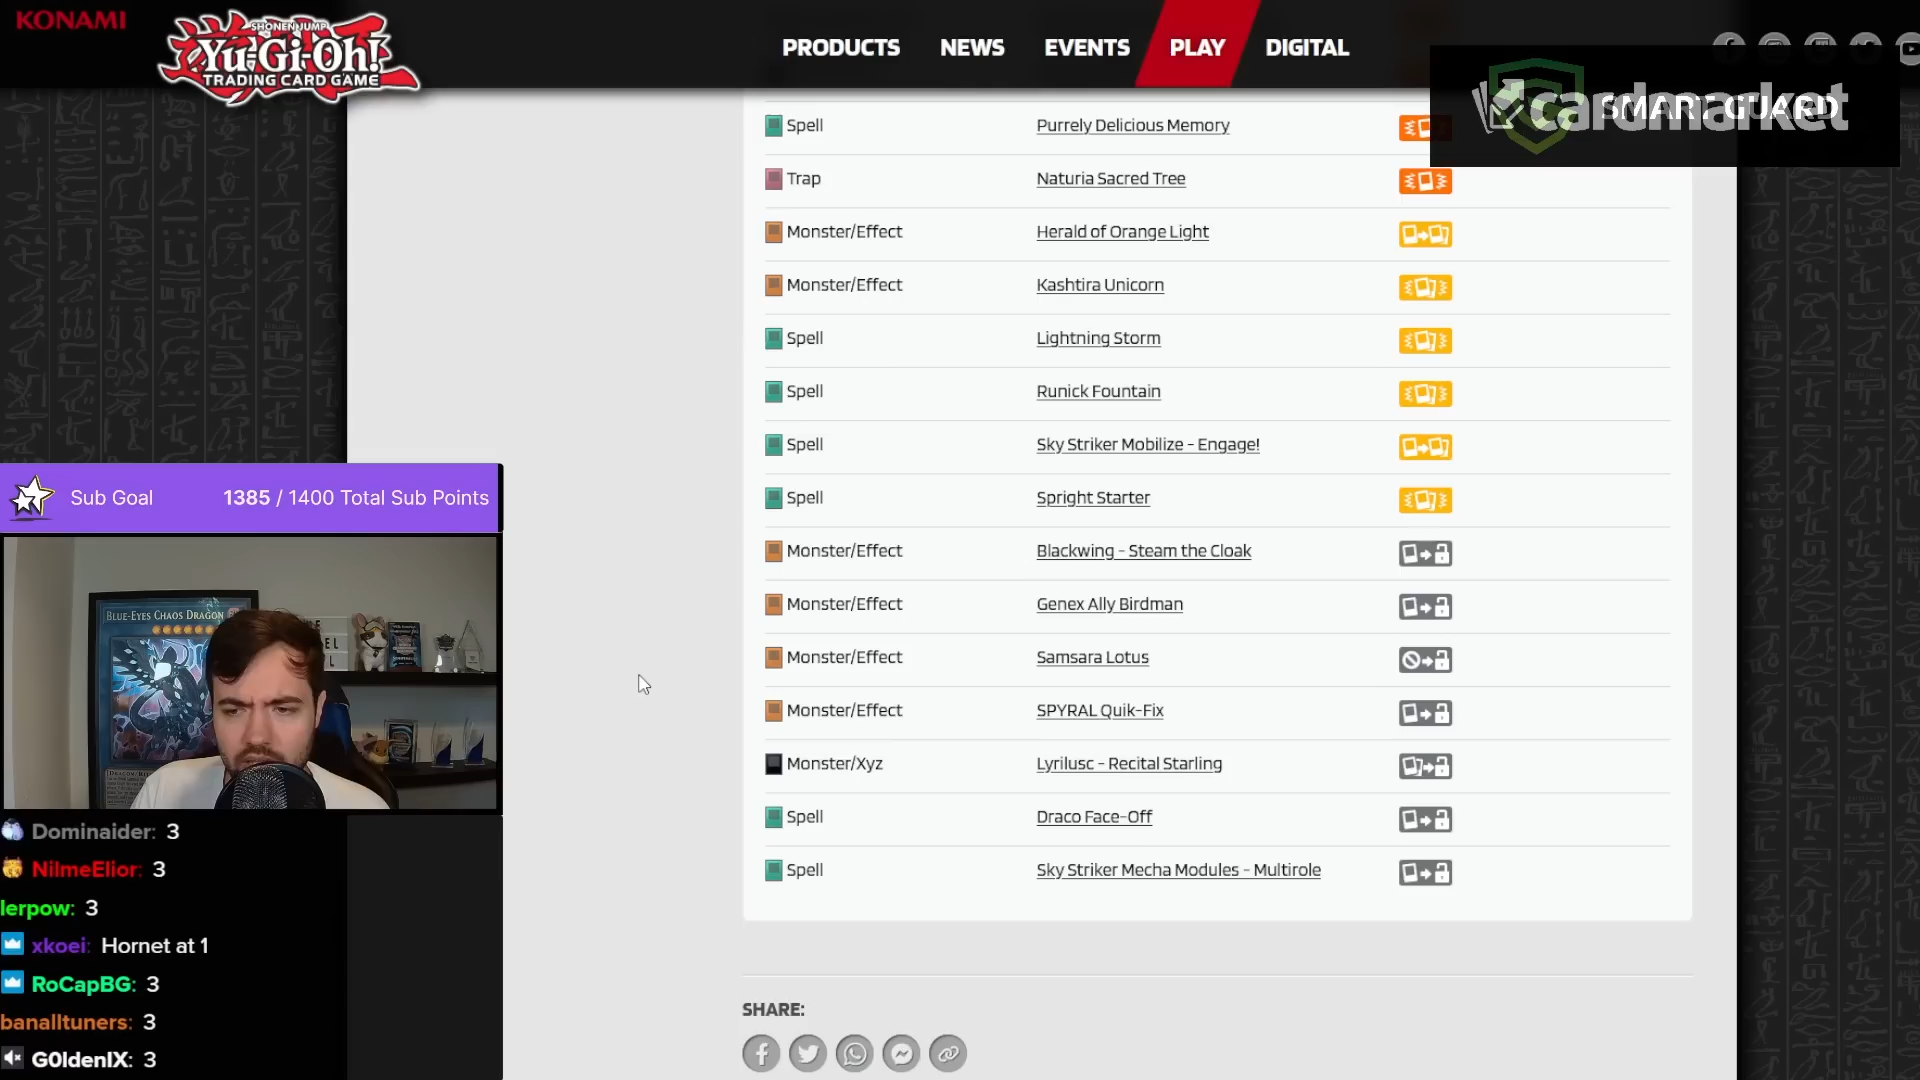 KONAMI
SHONEN JUMP
Yu-Gi-Oh!
TRADING CARD GAME
PRODUCTS NEWS EVENTS PLAY DIGITAL
cardmarket
SMART GUARD
Spell Purrely Delicious Memory
Trap Naturia Sacred Tree
Monster/Effect Herald of Orange Light
Monster/Effect Kashtira Unicorn
Spell Lightning Storm
Spell Runick Fountain
Spell Sky Striker Mobilize - Engage!
Spell Spright Starter
Monster/Effect Blackwing - Steam the Cloak
Monster/Effect Genex Ally Birdman
Monster/Effect Samsara Lotus
Monster/Effect SPYRAL Quik-Fix
Monster/Xyz Lyrilusc - Recital Starling
Spell Draco Face-Off
Spell Sky Striker Mecha Modules - Multirole
SHARE:
Sub Goal 1385 / 1400 Total Sub Points
BLUE-EYES CHAOS DRAGON
Dominaider: 3
NilmeElior: 3
lerpow: 3
xkoei: Hornet at 1
RoCapBG: 3
banalltuners: 3
G0ldenIX: 3